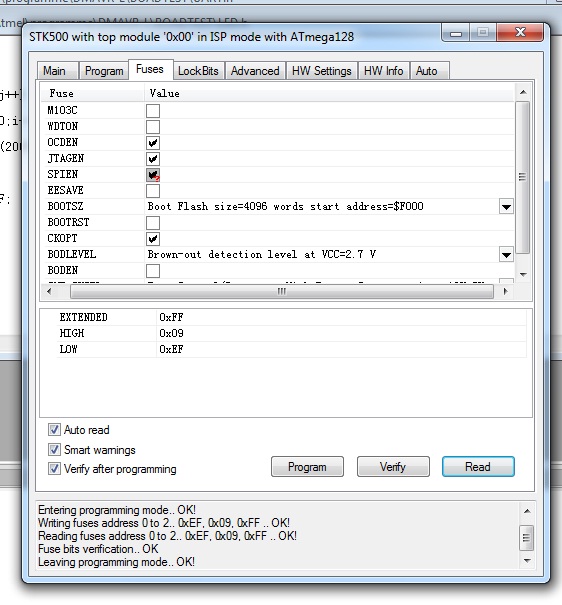 STK500 with top module '0x00' in ISP mode with ATmega128
Main Program Fuses LockBits Advanced HW Settings HW Info Auto
Fuse Value
M103C
WDTON
OCDEN
JTAGEN
SPIEN
EESAVE
BOOTSZ Boot Flash size=4096 words start address=$F000
BOOTRST
CKOPT
BODLEVEL Brown-out detection level at VCC=2.7 V
BODEN
EXTENDED 0xFF
HIGH 0x09
LOW 0xEF
Auto read
Smart warnings
Verify after programming
Program Verify Read
Entering programming mode.. OK!
Writing fuses address 0 to 2.. 0xEF, 0x09, 0xFF .. OK!
Reading fuses address 0 to 2.. 0xEF, 0x09, 0xFF .. OK!
Fuse bits verification.. OK
Leaving programming mode.. OK!